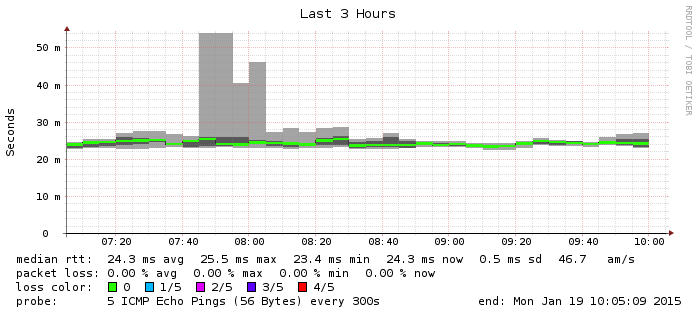 Last 3 Hours
RRDTOOL / TOBI OETIKER
Seconds
50 m
40 m
30 m
20 m
10 m
0
07:20 07:40 08:00 08:20 08:40 09:00 09:20 09:40 10:00
median rtt: 24.3 ms avg 25.5 ms max 23.4 ms min 24.3 ms now 0.5 ms sd 46.7 am/s
packet loss: 0.00 % avg 0.00 % max 0.00 % min 0.00 % now
loss color: 0 1/5 2/5 3/5 4/5
probe: 5 ICMP Echo Pings (56 Bytes) every 300s end: Mon Jan 19 10:05:09 2015